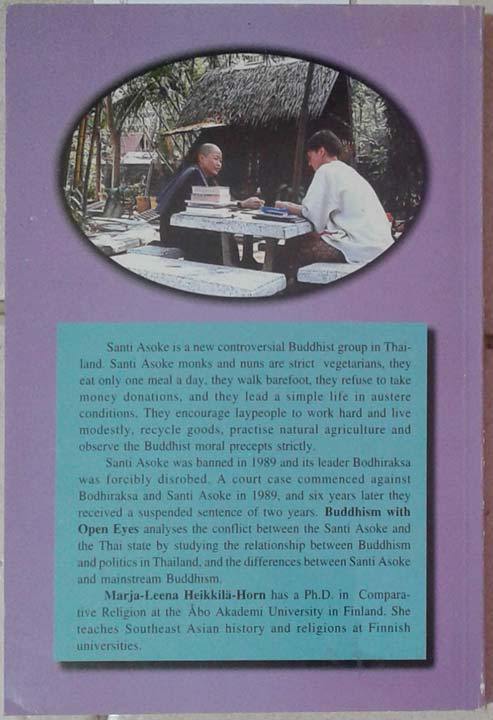 Santi Asoke is a new controversial Buddhist group in Thai-
land. Santi Asoke monks and nuns are strict vegetarians, they
eat only one meal a day, they walk barefoot, they refuse to take
money donations, and they lead a simple life in austere
conditions. They encourage laypeople to work hard and live
modestly, recycle goods, practise natural agriculture and
observe the Buddhist moral precepts strictly.
Santi Asoke was banned in 1989 and its leader Bodhiraksa
was forcibly disrobed. A court case commenced against
Bodhiraksa and Santi Asoke in 1989, and six years later they
received a suspended sentence of two years. Buddhism with
Open Eyes analyses the conflict between the Santi Asoke and
the Thai state by studying the relationship between Buddhism
and politics in Thailand, and the differences between Santi Asoke
and mainstream Buddhism.
Marja-Leena Heikkilä-Horn has a Ph.D. in Compara-
tive Religion at the Åbo Akademi University in Finland. She
teaches Southeast Asian history and religions at Finnish
universities.